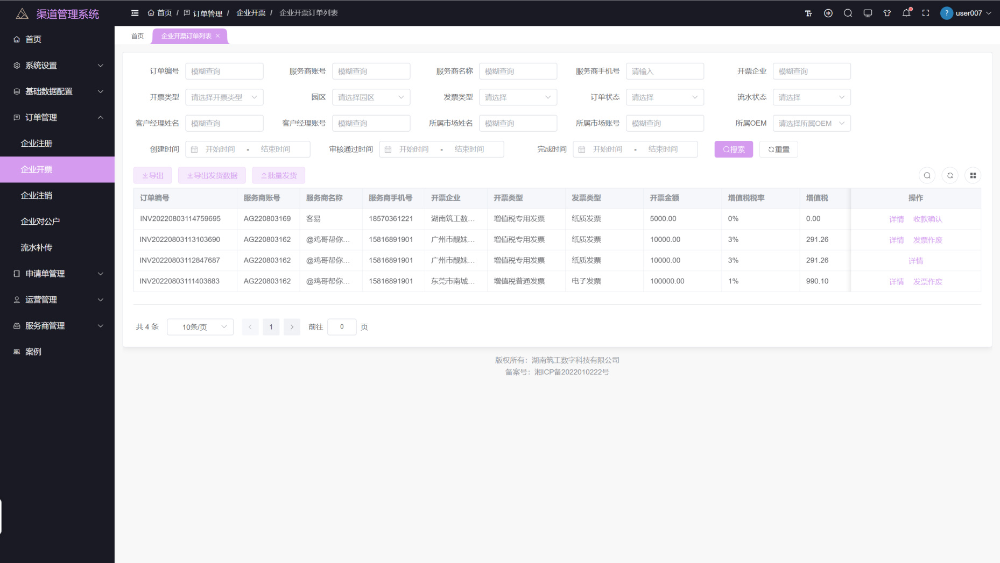 渠道管理系统
首页 / 订单管理 / 企业开票 / 企业开票订单列表
user007
首页
系统设置
基础数据配置
订单管理
企业注册
企业开票
企业注销
企业对公户
流水补传
申请单管理
运营管理
服务商管理
案例
首页 企业开票订单列表 ×
订单编号 模糊查询 服务商账号 模糊查询 服务商名称 模糊查询 服务商手机号 请输入 开票企业 模糊查询
开票类型 请选择开票类型 园区 请选择园区 发票类型 请选择 订单状态 请选择 流水状态 请选择
客户经理姓名 模糊查询 客户经理账号 模糊查询 所属市场姓名 模糊查询 所属市场账号 模糊查询 所属OEM 请选择所属OEM
创建时间 开始时间 - 结束时间 审核通过时间 开始时间 - 结束时间 完成时间 开始时间 - 结束时间 搜索 重置
导出 导出发货数据 批量发货
订单编号 服务商账号 服务商名称 服务商手机号 开票企业 开票类型 发票类型 开票金额 增值税税率 增值税 操作
INV20220803114759695 AG220803169 客易 18570361221 湖南筑工数... 增值税专用发票 纸质发票 5000.00 0% 0.00 详情 收款确认
INV20220803113103690 AG220803162 @鸡哥帮你... 15816891901 广州市靓妹... 增值税专用发票 纸质发票 10000.00 3% 291.26 详情 发票作废
INV20220803112847687 AG220803162 @鸡哥帮你... 15816891901 广州市靓妹... 增值税专用发票 纸质发票 10000.00 3% 291.26 详情
INV20220803111403683 AG220803162 @鸡哥帮你... 15816891901 东莞市南城... 增值税普通发票 电子发票 100000.00 1% 990.10 详情 发票作废
共 4 条 10条/页 1 前往 0 页
版权所有：湖南筑工数字科技有限公司
备案号：湘ICP备2022010222号